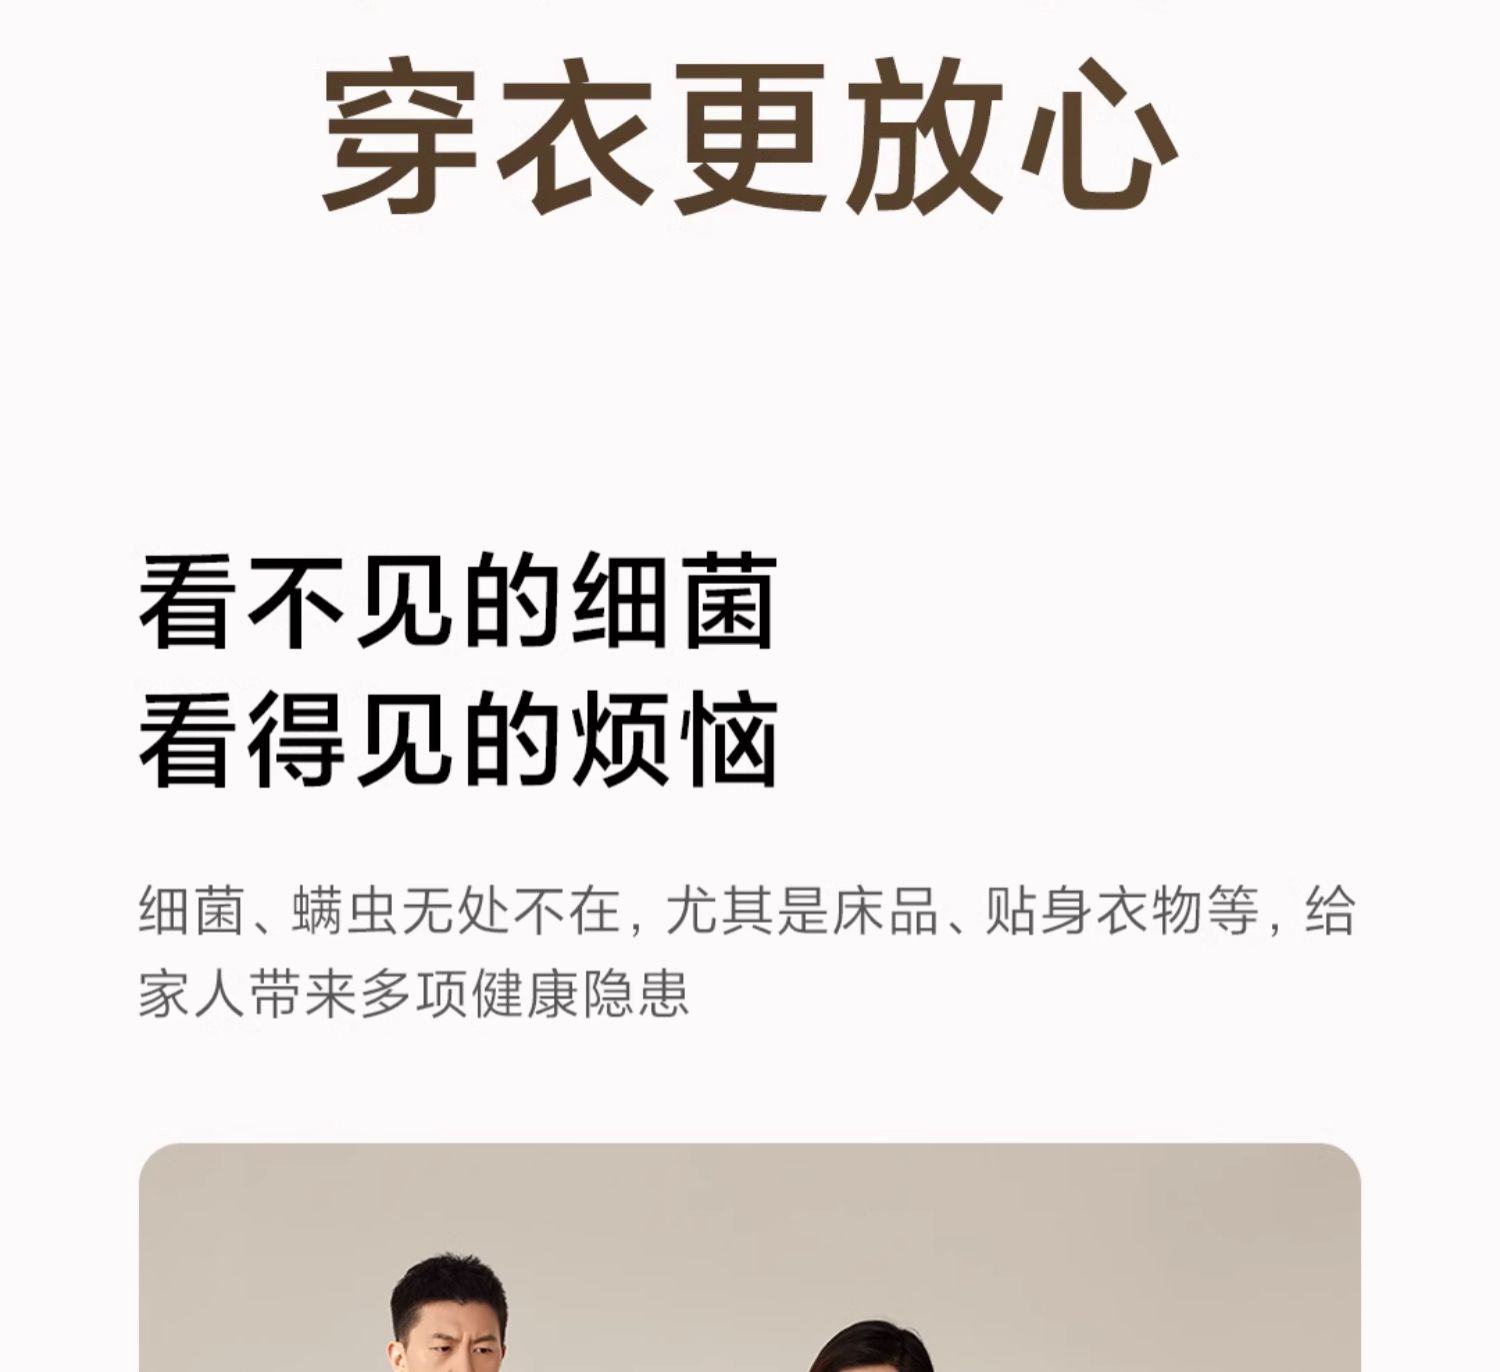 穿衣更放心
看不见的细菌
看得见的烦恼
细菌、螨虫无处不在，尤其是床品、贴身衣物等，给
家人带来多项健康隐患